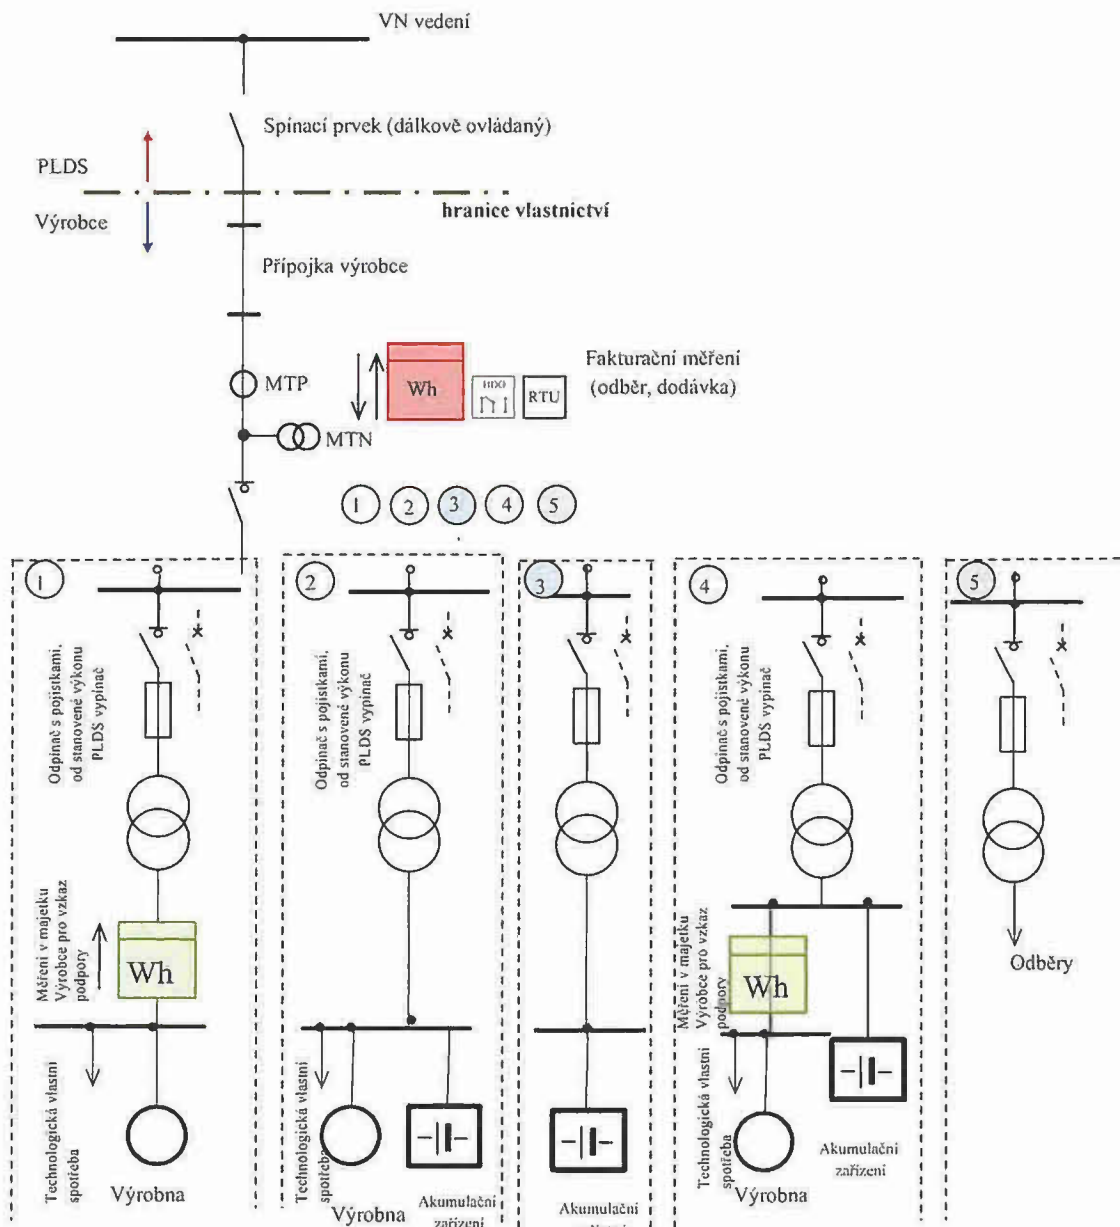 VN vedení
Spínací prvek (dálkově ovládaný)
PLDS
Výrobce
hranice vlastnictví
Přípojka výrobce
MTP
Wh
HDO
RTU
Fakturační měření
(odběr, dodávka)
MTN
1
2
3
4
5
1
Odpínač s pojistkami,
od stanovené výkonu
PLDS vypínač
Měření v majetku
Výrobce pro vzkaz
podpory
Wh
Technologická vlastní
spotřeba
Výrobna
2
Odpínač s pojistkami,
od stanovené výkonu
PLDS vypínač
Technologická vlastní
spotřeba
Výrobna
Akumulační
zařízení
3
Akumulační
4
Odpínač s pojistkami,
od stanovené výkonu
PLDS vypínač
Měření v majetku
Výrobce pro vzkaz
podpory
Wh
Technologická vlastní
spotřeba
Výrobna
Akumulační
zařízení
5
Odběry